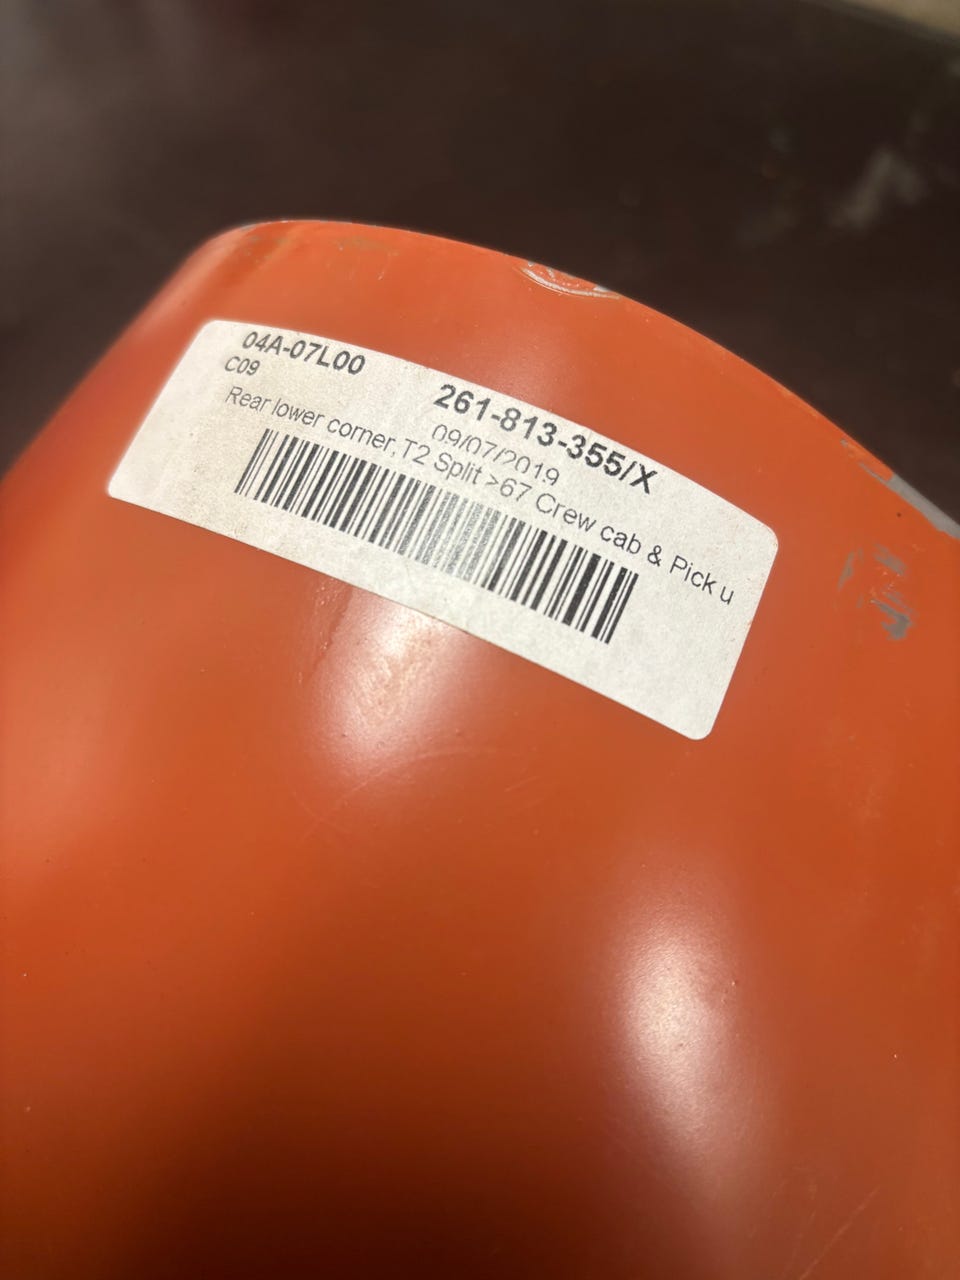 04A-07L00
C09
261-813-355/X
09/07/2019
Rear lower corner,T2 Split >67 Crew cab & Pick u